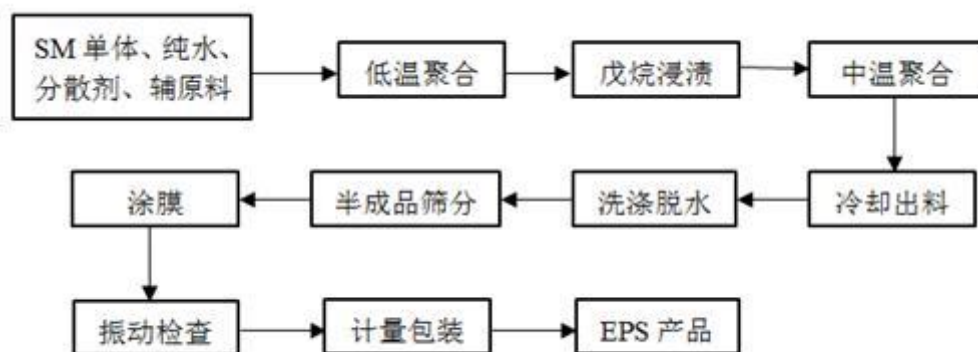 SM 单体、纯水、
分散剂、辅原料
低温聚合
戊烷浸渍
中温聚合
冷却出料
洗涤脱水
半成品筛分
涂膜
振动检查
计量包装
EPS 产品